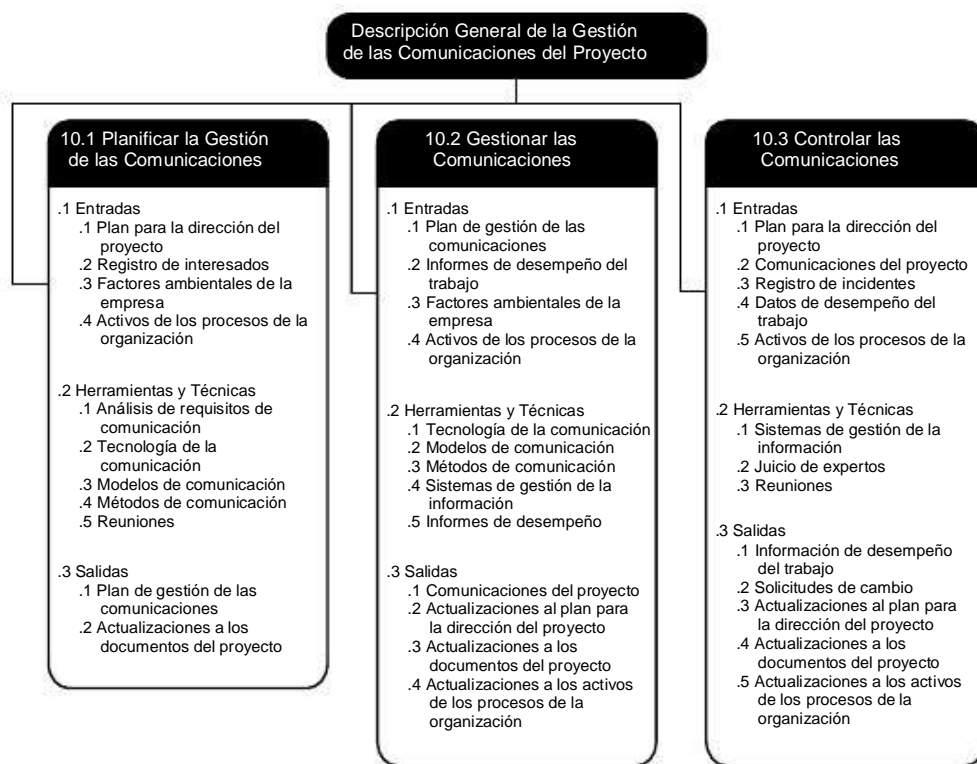 Descripción General de la Gestión
de las Comunicaciones del Proyecto
10.1 Planificar la Gestión
de las Comunicaciones
.1 Entradas
.1 Plan para la dirección del
proyecto
.2 Registro de interesados
.3 Factores ambientales de la
empresa
.4 Activos de los procesos de la
organización
.2 Herramientas y Técnicas
.1 Análisis de requisitos de
comunicación
.2 Tecnología de la
comunicación
.3 Modelos de comunicación
.4 Métodos de comunicación
.5 Reuniones
.3 Salidas
.1 Plan de gestión de las
comunicaciones
.2 Actualizaciones a los
documentos del proyecto
10.2 Gestionar las
Comunicaciones
.1 Entradas
.1 Plan de gestión de las
comunicaciones
.2 Informes de desempeño del
trabajo
.3 Factores ambientales de la
empresa
.4 Activos de los procesos de la
organización
.2 Herramientas y Técnicas
.1 Tecnología de la comunicación
.2 Modelos de comunicación
.3 Métodos de comunicación
.4 Sistemas de gestión de la
información
.5 Informes de desempeño
.3 Salidas
.1 Comunicaciones del proyecto
.2 Actualizaciones al plan para
la dirección del proyecto
.3 Actualizaciones a los
documentos del proyecto
.4 Actualizaciones a los activos
de los procesos de la
organización
10.3 Controlar las
Comunicaciones
.1 Entradas
.1 Plan para la dirección del
proyecto
.2 Comunicaciones del proyecto
.3 Registro de incidentes
.4 Datos de desempeño del
trabajo
.5 Activos de los procesos de la
organización
.2 Herramientas y Técnicas
.1 Sistemas de gestión de la
información
.2 Juicio de expertos
.3 Reuniones
.3 Salidas
.1 Información de desempeño
del trabajo
.2 Solicitudes de cambio
.3 Actualizaciones al plan para
la dirección del proyecto
.4 Actualizaciones a los
documentos del proyecto
.5 Actualizaciones a los activos
de los procesos de la
organización